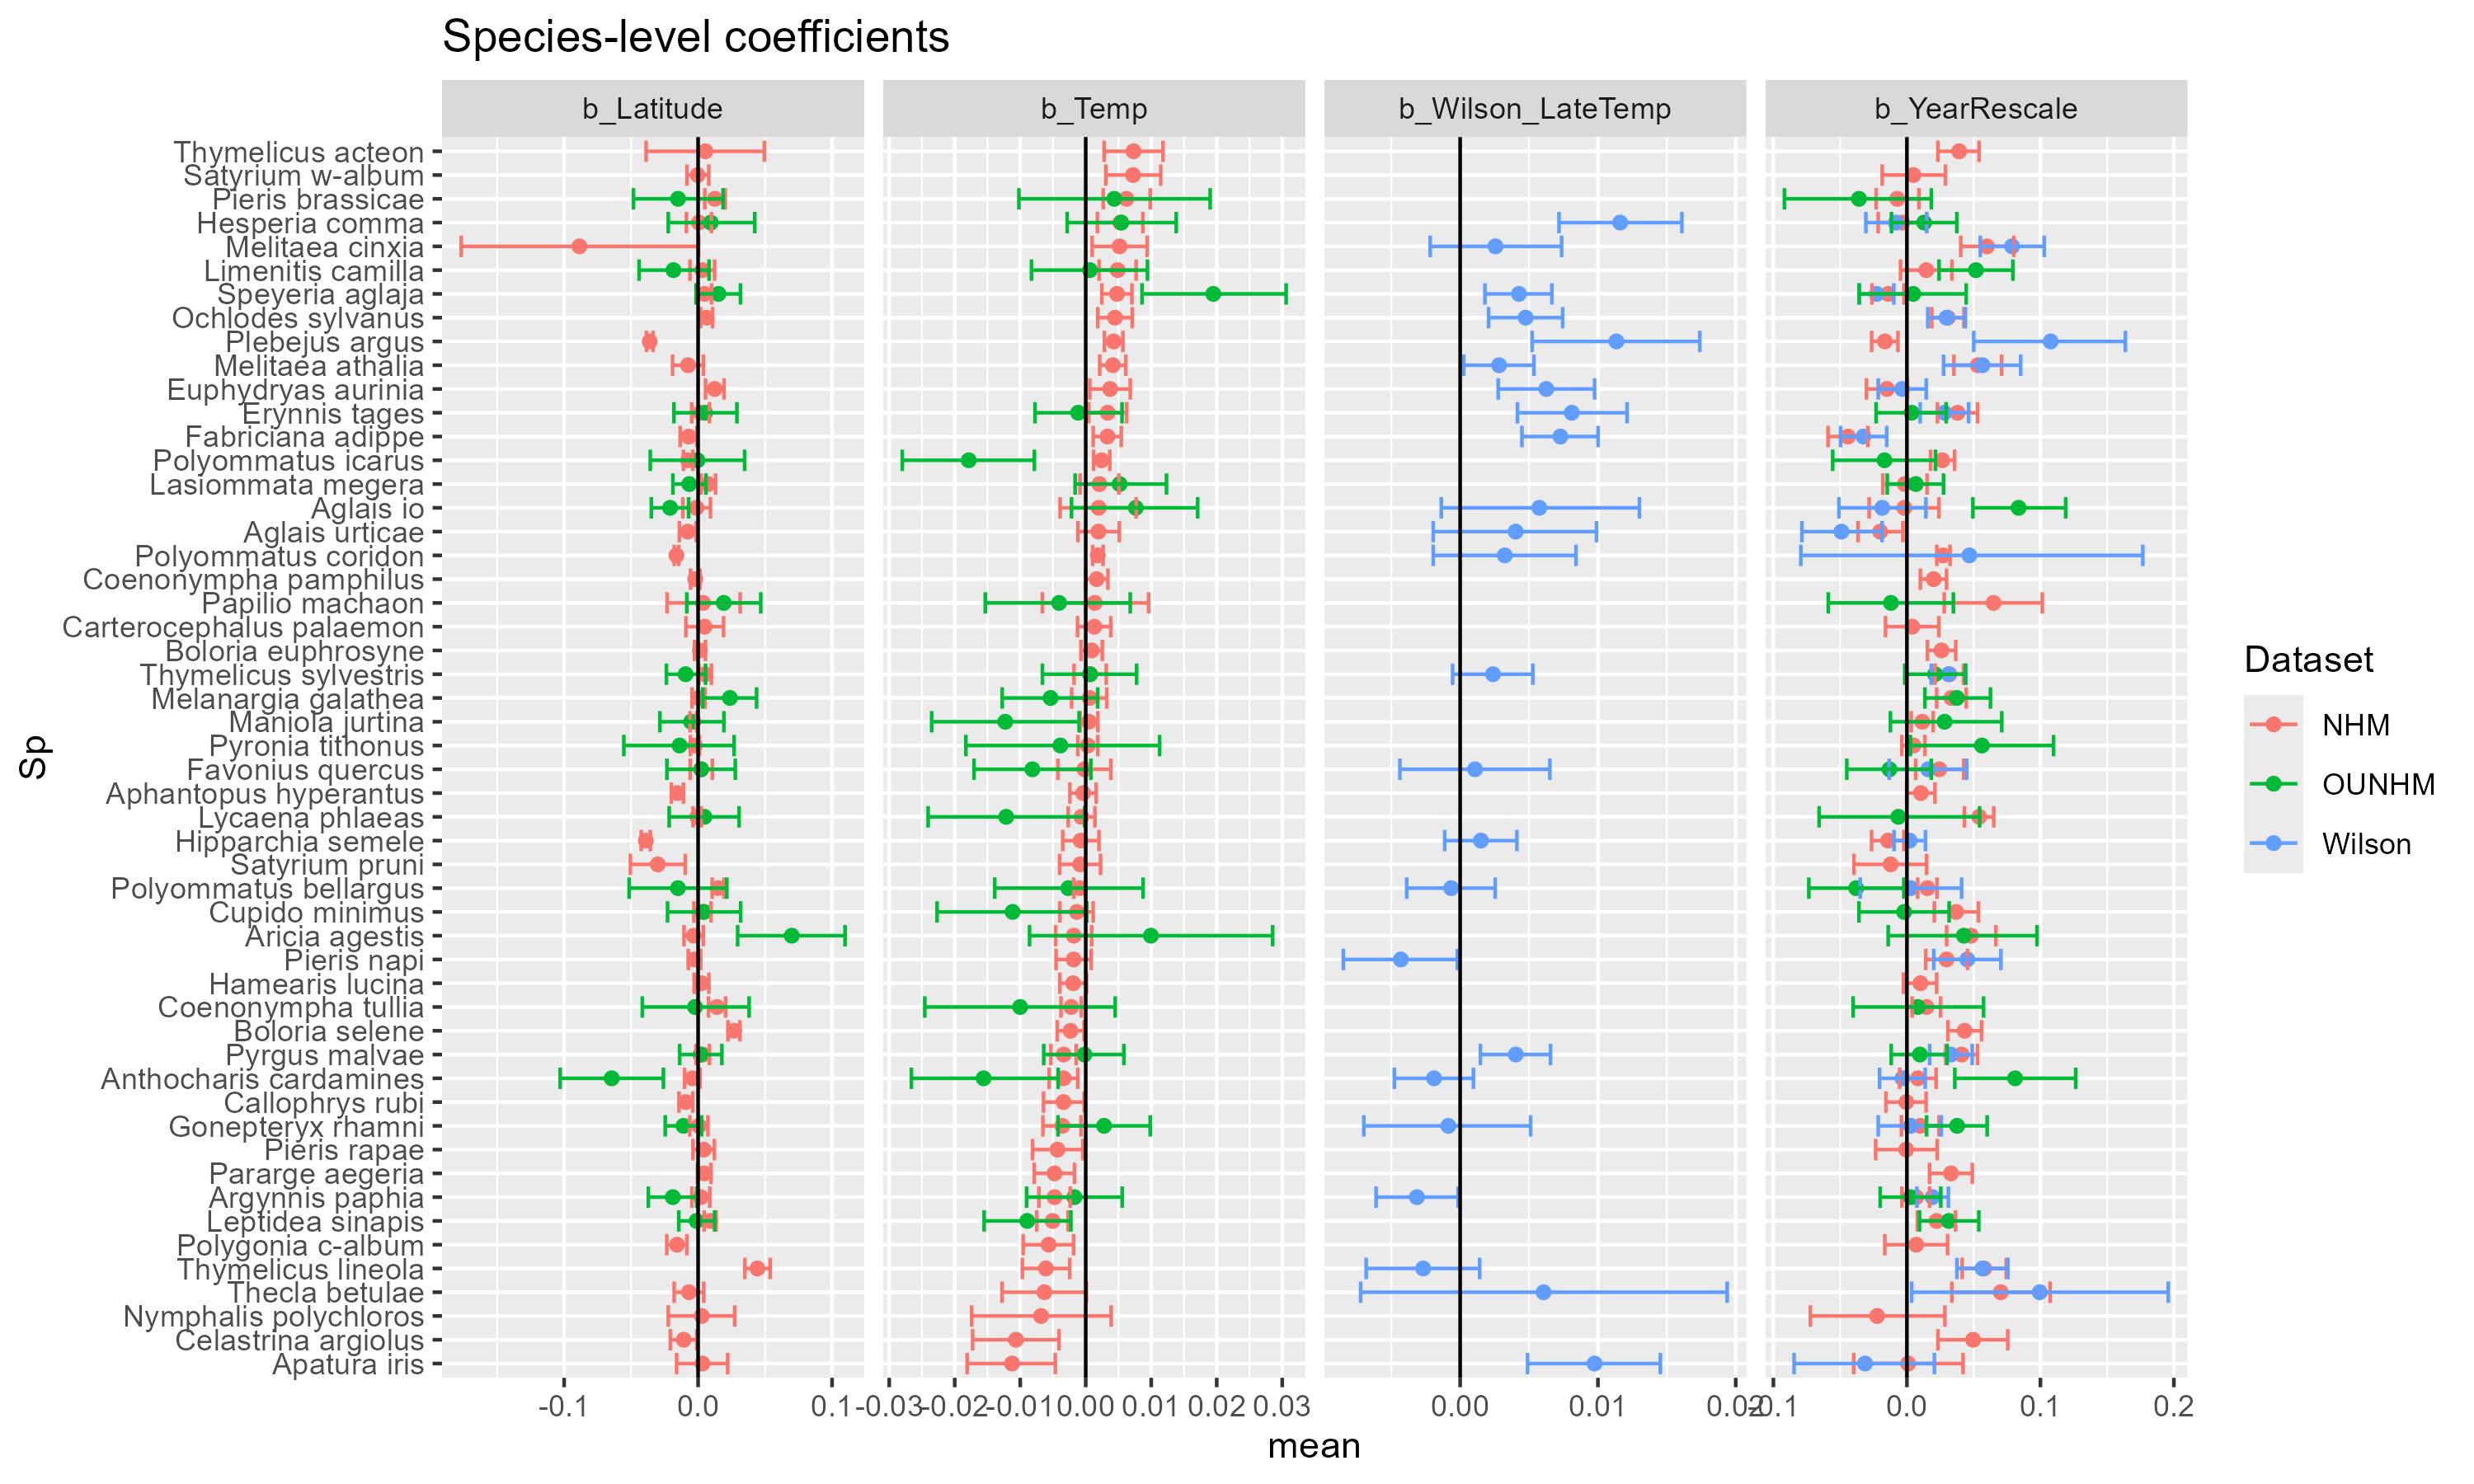 Species-level coefficients
b_Latitude
b_Temp
b_Wilson_LateTemp
b_YearRescale
Thymelicus acteon
Satyrium w-album
Pieris brassicae
Hesperia comma
Melitaea cinxia
Limenitis camilla
Speyeria aglaja
Ochlodes sylvanus
Plebejus argus
Melitaea athalia
Euphydryas aurinia
Erynnis tages
Fabriciana adippe
Polyommatus icarus
Lasiommata megera
Aglais io
Aglais urticae
Polyommatus coridon
Coenonympha pamphilus
Papilio machaon
Carterocephalus palaemon
Boloria euphrosyne
Thymelicus sylvestris
Melanargia galathea
Maniola jurtina
Pyronia tithonus
Favonius quercus
Aphantopus hyperantus
Lycaena phlaeas
Hipparchia semele
Satyrium pruni
Polyommatus bellargus
Cupido minimus
Aricia agestis
Pieris napi
Hamearis lucina
Coenonympha tullia
Boloria selene
Pyrgus malvae
Anthocharis cardamines
Callophrys rubi
Gonepteryx rhamni
Pieris rapae
Pararge aegeria
Argynnis paphia
Leptidea sinapis
Polygonia c-album
Thymelicus lineola
Thecla betulae
Nymphalis polychloros
Celastrina argiolus
Apatura iris
Sp
-0.1 0.0 0.1
-0.03 -0.02 -0.01 0.00 0.01 0.02 0.03
0.00 0.01 0.02
-0.1 0.0 0.1 0.2
mean
Dataset
NHM
OUNHM
Wilson